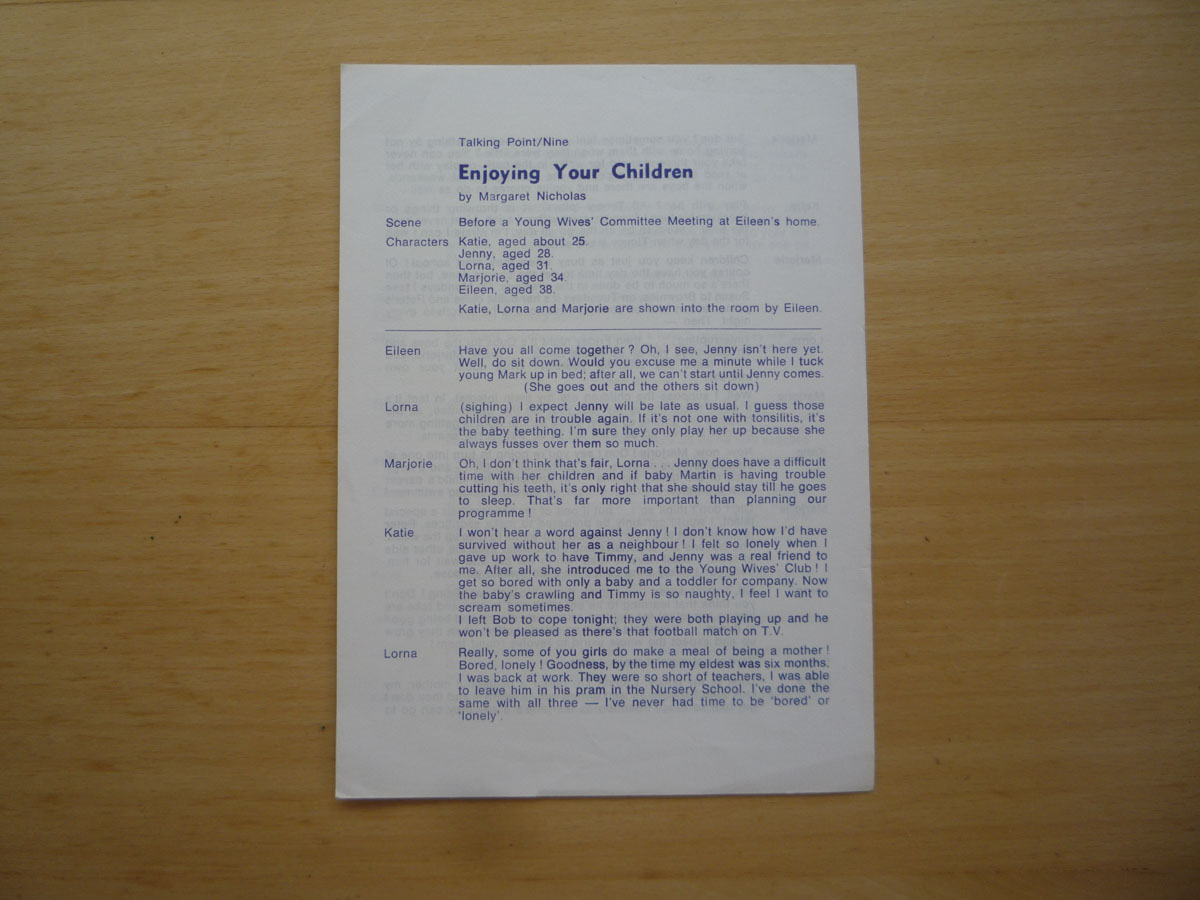 Talking Point/Nine
Enjoying Your Children
by Margaret Nicholas
Scene Before a Young Wives' Committee Meeting at Eileen's home.
Characters Katie, aged about 25.
Jenny, aged 28.
Lorna, aged 31.
Marjorie, aged 34.
Eileen, aged 38.
Katie, Lorna and Marjorie are shown into the room by Eileen.
Eileen Have you all come together? Oh, I see, Jenny isn't here yet.
Well, do sit down. Would you excuse me a minute while I tuck
young Mark up in bed; after all, we can't start until Jenny comes.
(She goes out and the others sit down)
Lorna (sighing) I expect Jenny will be late as usual. I guess those
children are in trouble again. If it's not one with tonsilitis, it's
the baby teething. I'm sure they only play her up because she
always fusses over them so much.
Marjorie Oh, I don't think that's fair, Lorna . . . Jenny does have a difficult
time with her children and if baby Martin is having trouble
cutting his teeth, it's only right that she should stay till he goes
to sleep. That's far more important than planning our
programme!
Katie I won't hear a word against Jenny! I don't know how I'd have
survived without her as a neighbour! I felt so lonely when I
gave up work to have Timmy, and Jenny was a real friend to
me. After all, she introduced me to the Young Wives' Club! I
get so bored with only a baby and a toddler for company. Now
the baby's crawling and Timmy is so naughty, I feel I want to
scream sometimes.
I left Bob to cope tonight; they were both playing up and he
won't be pleased as there's that football match on T.V.
Lorna Really, some of you girls do make a meal of being a mother!
Bored, lonely! Goodness, by the time my eldest was six months,
I was back at work. They were so short of teachers, I was able
to leave him in his pram in the Nursery School. I've done the
same with all three — I've never had time to be 'bored' or
'lonely'.